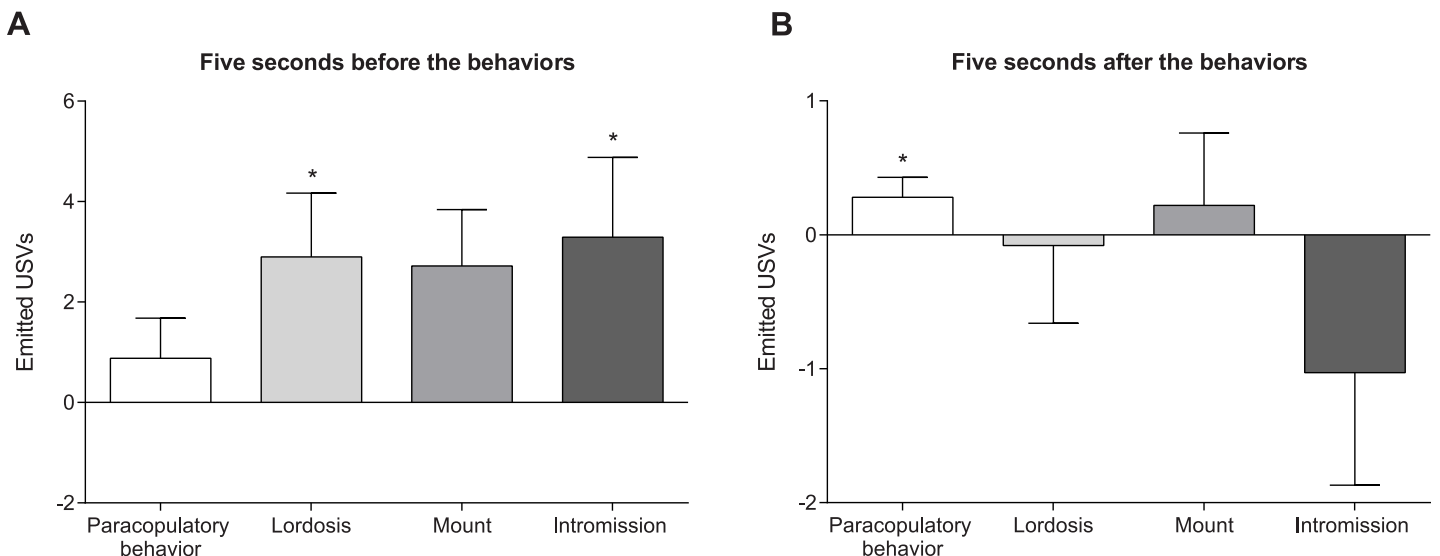 A
Five seconds before the behaviors
6
4
2
0
-2
Emitted USVs
*
*
Paracopulatory
behavior
Lordosis
Mount
Intromission
B
Five seconds after the behaviors
1
0
-1
-2
Emitted USVs
*
Paracopulatory
behavior
Lordosis
Mount
Intromission